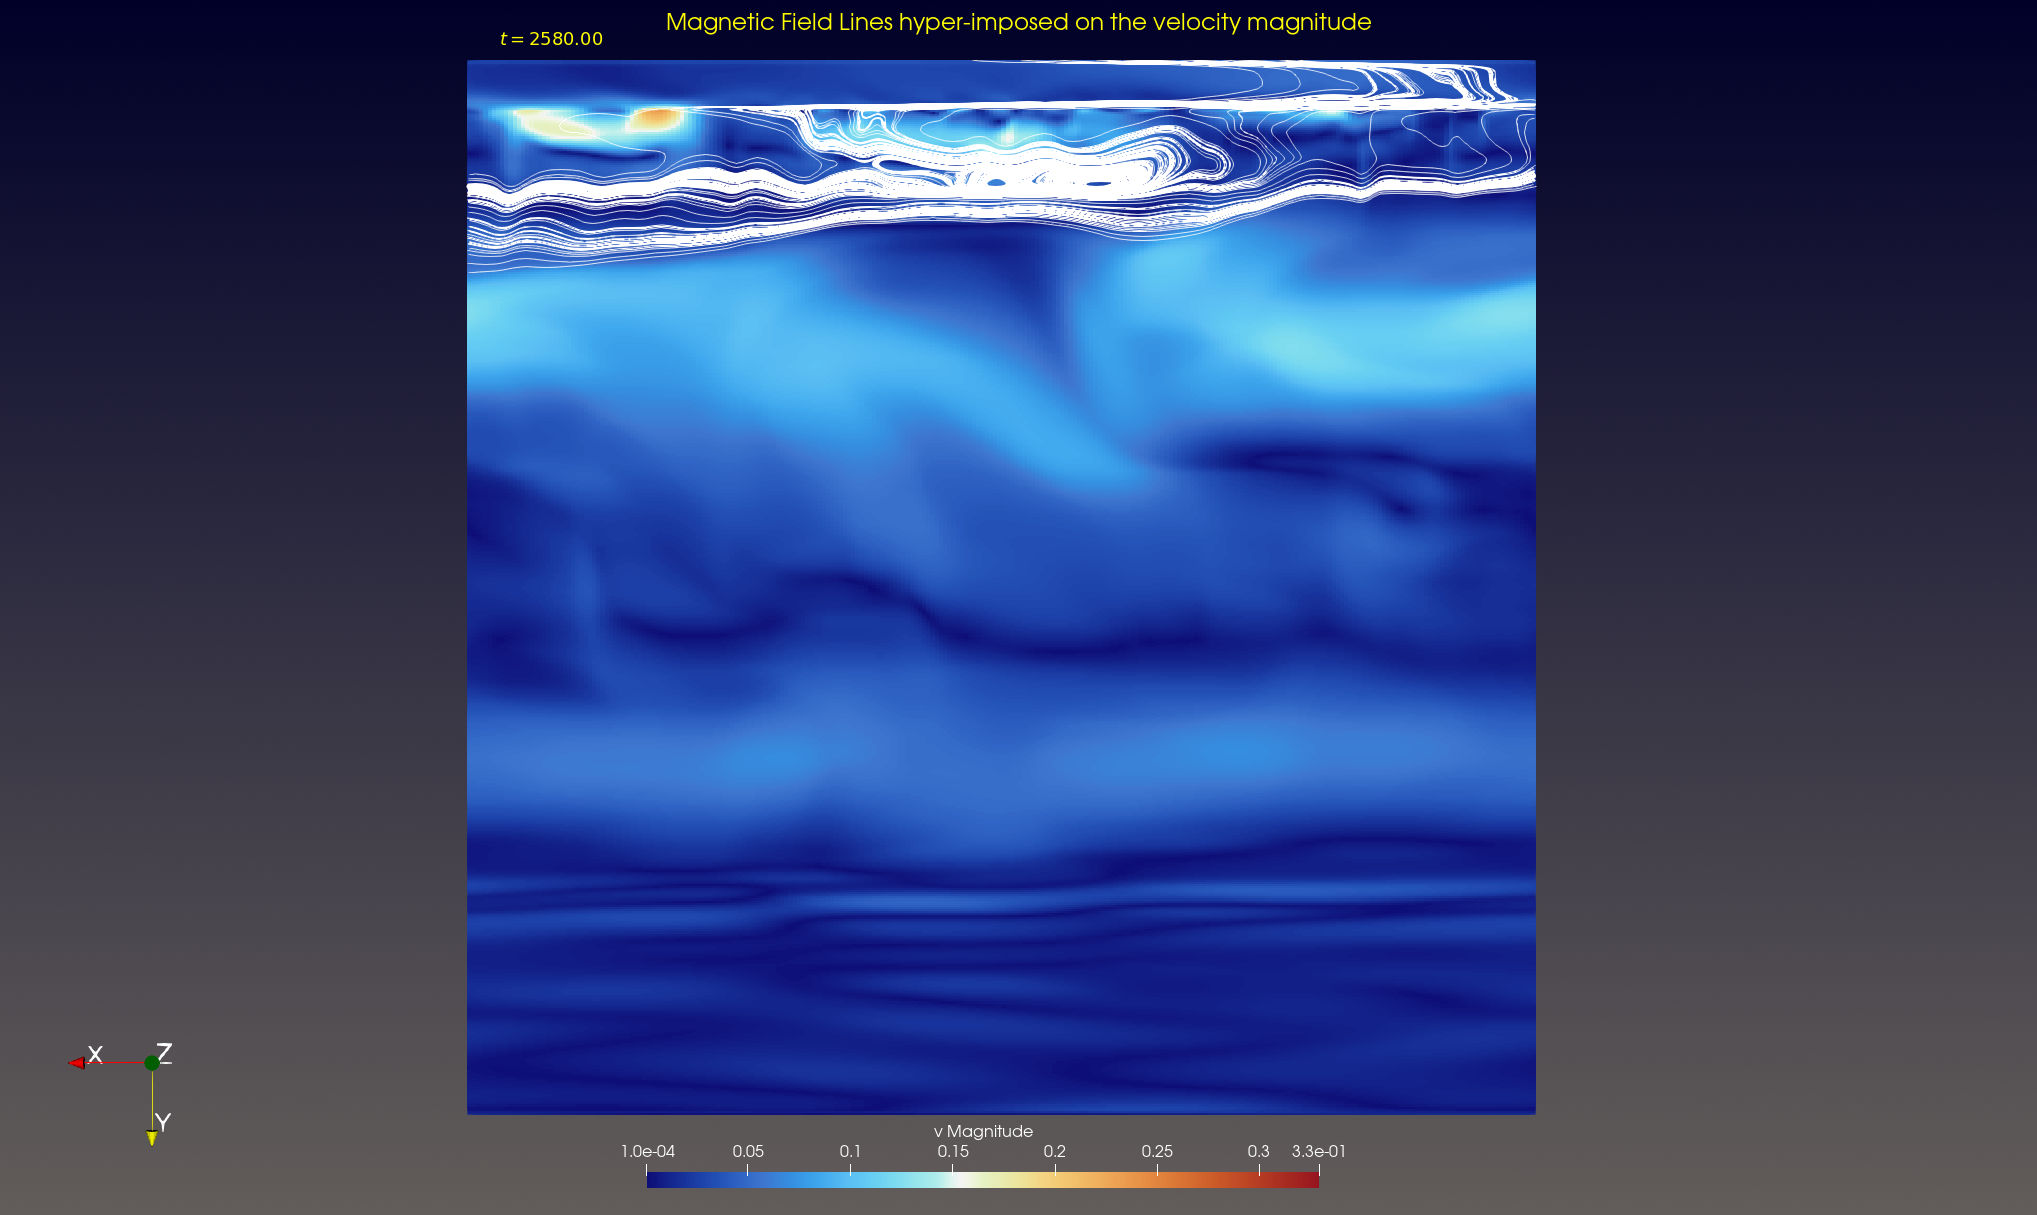 Magnetic Field Lines hyper-imposed on the velocity magnitude
t = 2580.00
X
Z
Y
v Magnitude
1.0e-04 0.05 0.1 0.15 0.2 0.25 0.3 3.3e-01